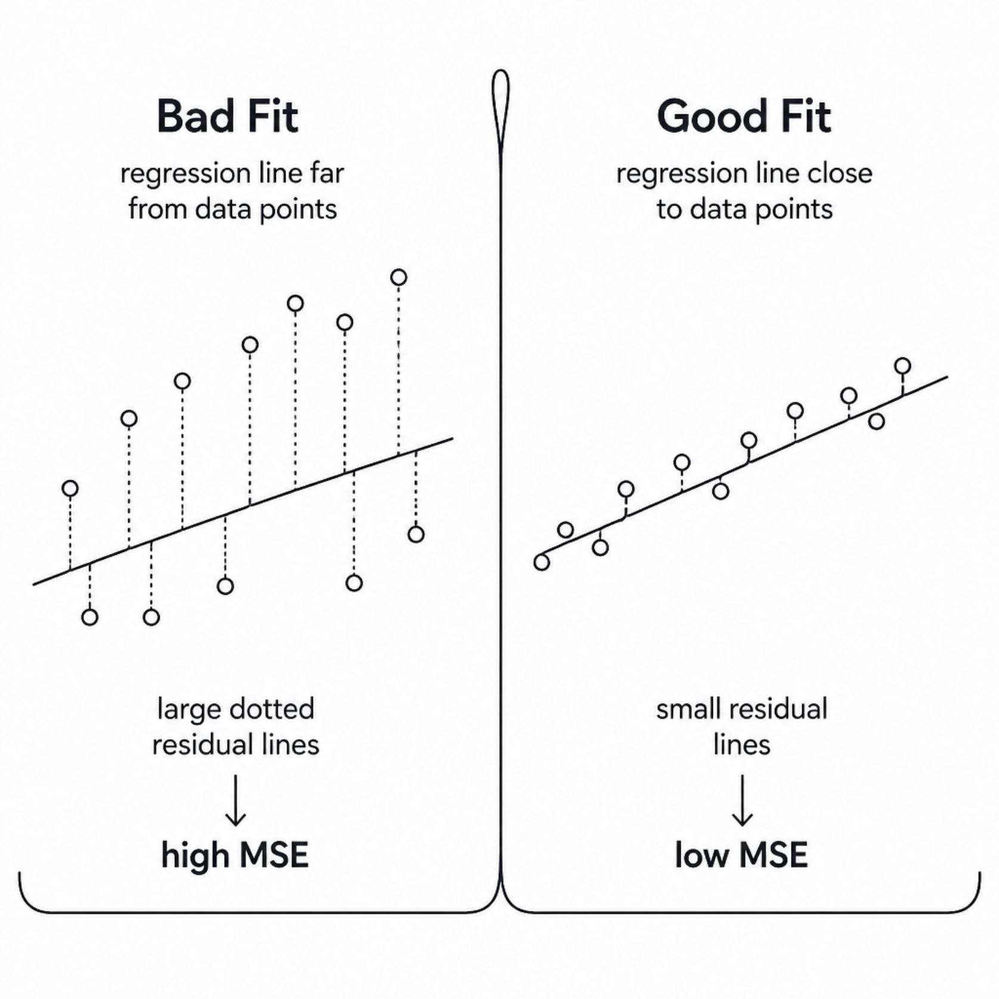 Bad Fit
regression line far
from data points
large dotted
residual lines
high MSE
Good Fit
regression line close
to data points
small residual
lines
low MSE